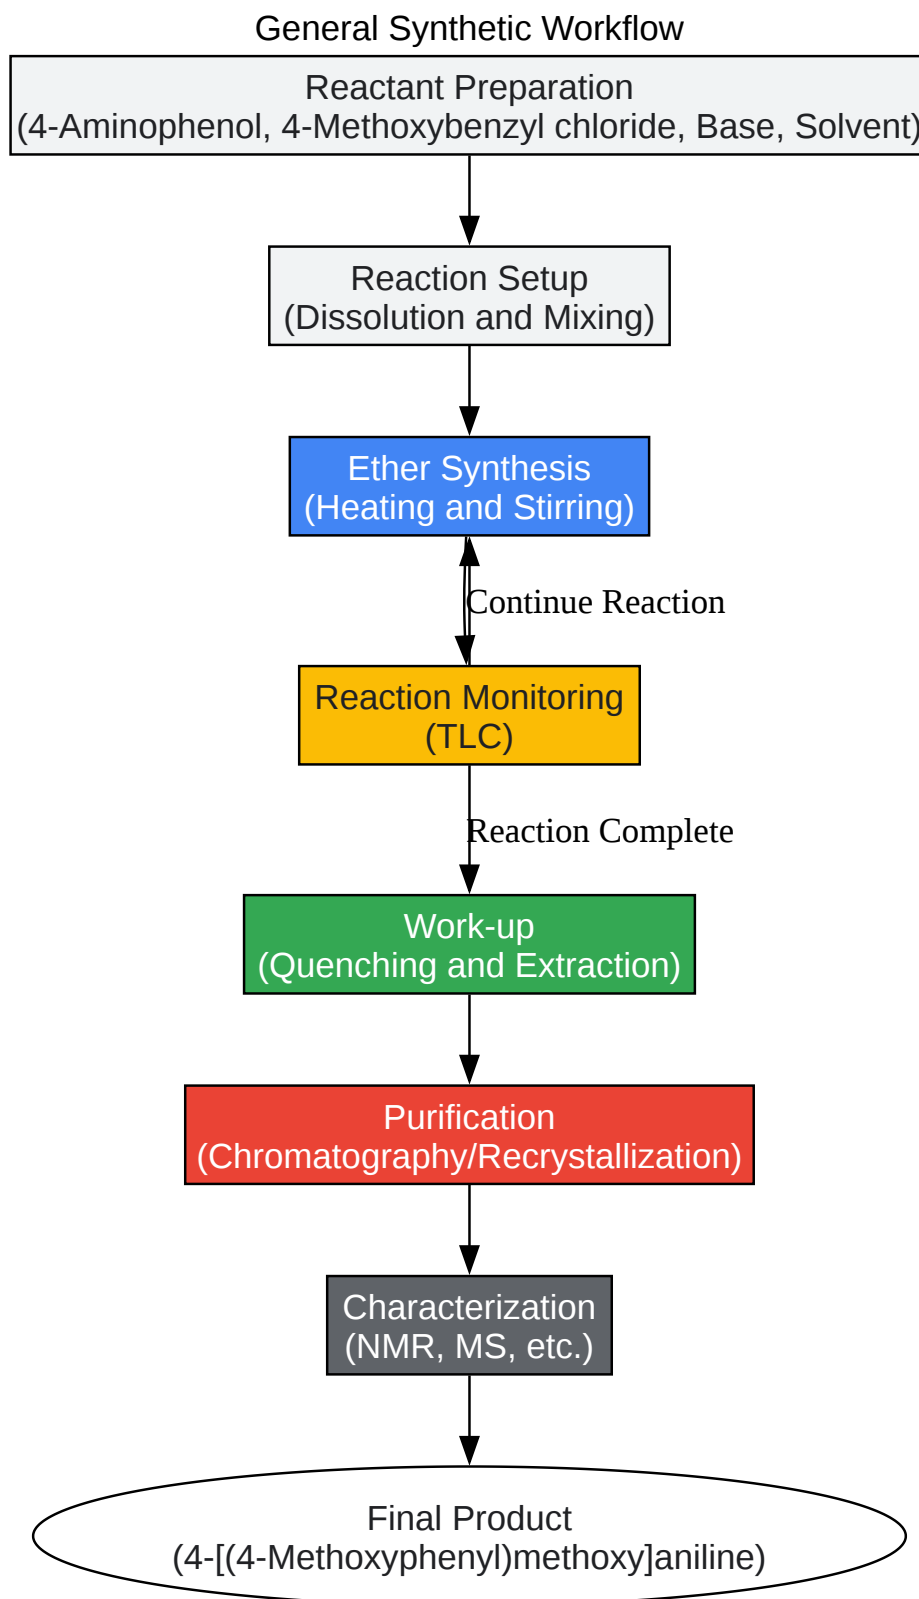 General Synthetic Workflow
Reactant Preparation
(4-Aminophenol, 4-Methoxybenzyl chloride, Base, Solvent)
Reaction Setup
(Dissolution and Mixing)
Ether Synthesis
(Heating and Stirring)
Continue Reaction
Reaction Monitoring
(TLC)
Reaction Complete
Work-up
(Quenching and Extraction)
Purification
(Chromatography/Recrystallization)
Characterization
(NMR, MS, etc.)
Final Product
(4-[(4-Methoxyphenyl)methoxy]aniline)